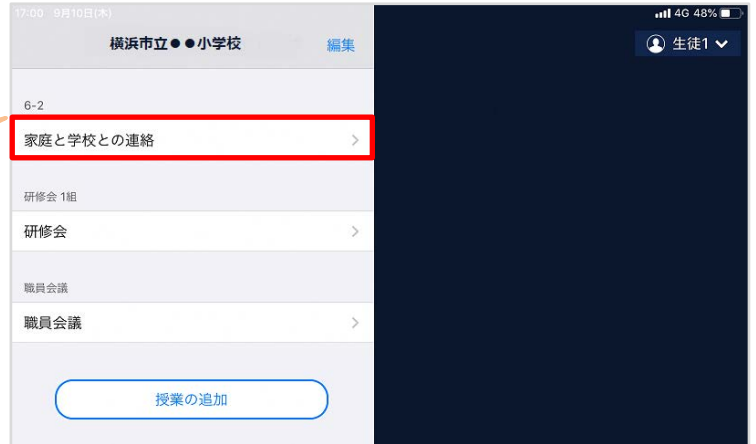 17:00 9月10日(木)
4G 48%
横浜市立●●小学校
編集
生徒1
6-2
家庭と学校との連絡
研修会 1組
研修会
職員会議
職員会議
授業の追加